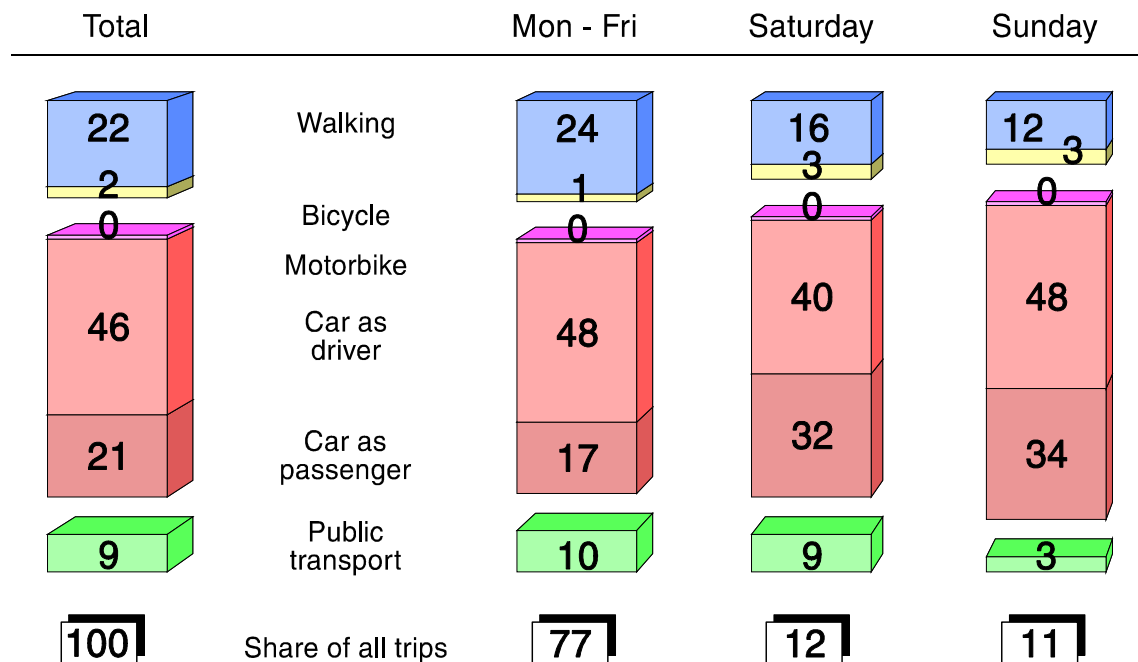 Total Mon - Fri Saturday Sunday
22 Walking 24 16 12
2 1 3 3
0 Bicycle 0 0 0
Motorbike
46 Car as driver 48 40 48
21 Car as passenger 17 32 34
9 Public transport 10 9 3
100 Share of all trips 77 12 11